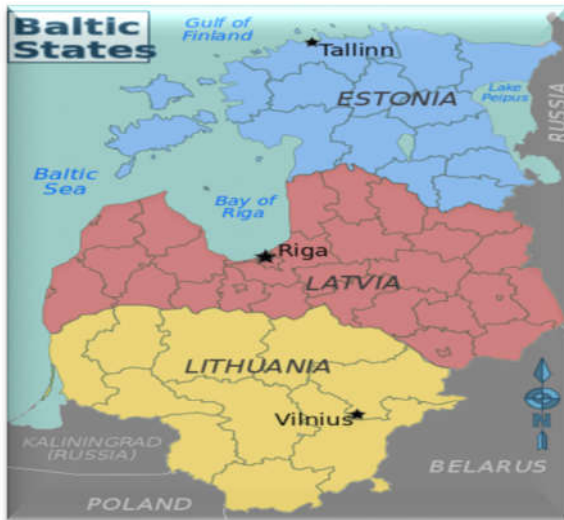 Baltic
States
Gulf of
Finland
Tallinn
ESTONIA
Lake
Peipus
RUSSIA
Baltic
Sea
Bay of
Riga
Riga
LATVIA
LITHUANIA
Vilnius
N
KALININGRAD
(RUSSIA)
BELARUS
POLAND